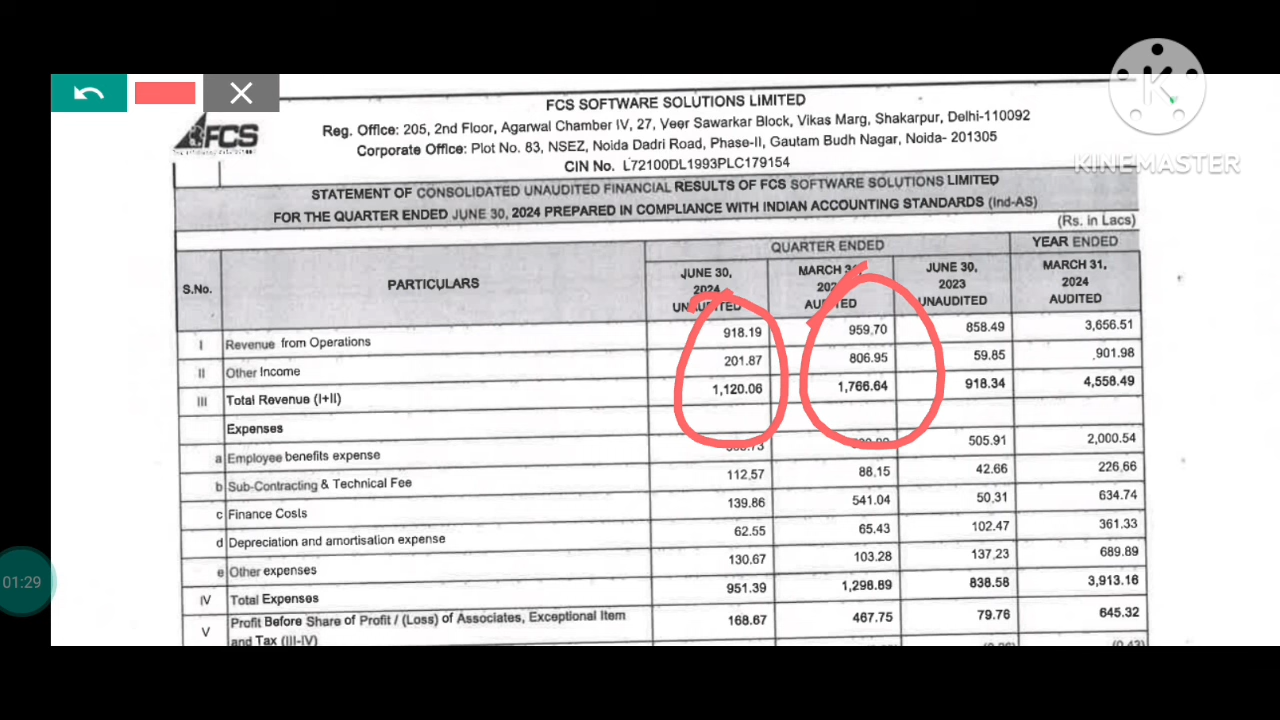 FCS SOFTWARE SOLUTIONS LIMITED
Reg. Office: 205, 2nd Floor, Agarwal Chamber IV, 27, Veer Sawarkar Block, Vikas Marg, Shakarpur, Delhi-110092
Corporate Office: Plot No. 83, NSEZ, Noida Dadri Road, Phase-II, Gautam Budh Nagar, Noida- 201305
CIN No. L72100DL1993PLC179154
FCS
KINEMASTER
STATEMENT OF CONSOLIDATED UNAUDITED FINANCIAL RESULTS OF FCS SOFTWARE SOLUTIONS LIMITED
FOR THE QUARTER ENDED JUNE 30, 2024 PREPARED IN COMPLIANCE WITH INDIAN ACCOUNTING STANDARDS (Ind-AS)
(Rs. in Lacs)
QUARTER ENDED YEAR ENDED
S.No. PARTICULARS JUNE 30, 2024 UNAUDITED MARCH 31, AUDITED JUNE 30, 2023 UNAUDITED MARCH 31, 2024 AUDITED
I Revenue from Operations 918.19 959.70 858.49 3,656.51
II Other Income 201.87 806.95 59.85 901.98
III Total Revenue (I+II) 1,120.06 1,766.64 918.34 4,558.49
Expenses
a Employee benefits expense 505.91 2,000.54
b Sub-Contracting & Technical Fee 112.57 88.15 42.66 226.66
c Finance Costs 139.86 541.04 50.31 634.74
d Depreciation and amortisation expense 62.55 65.43 102.47 361.33
e Other expenses 130.67 103.28 137.23 689.89
IV Total Expenses 951.39 1,298.89 838.58 3,913.16
V Profit Before Share of Profit / (Loss) of Associates, Exceptional Item 168.67 467.75 79.76 645.32
and Tax (III-IV)
01:29